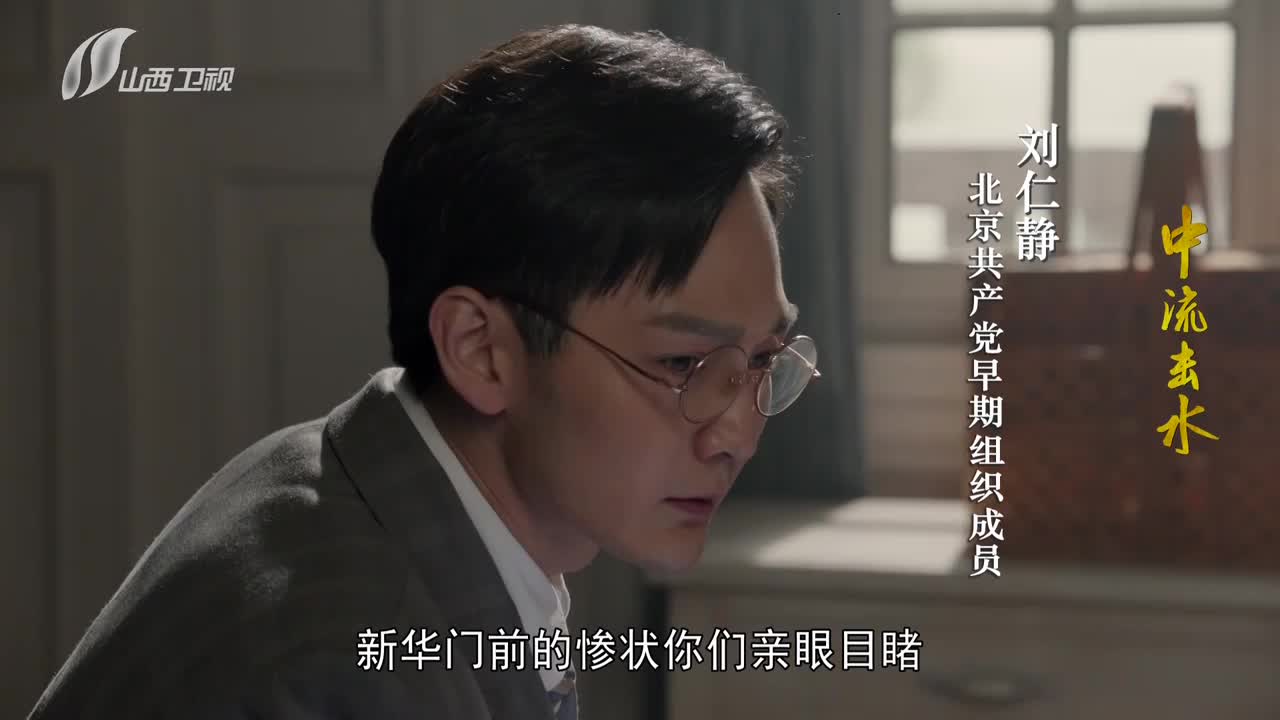 山西卫视
中流击水
刘仁静
北京共产党早期组织成员
新华门前的惨状你们亲眼目睹